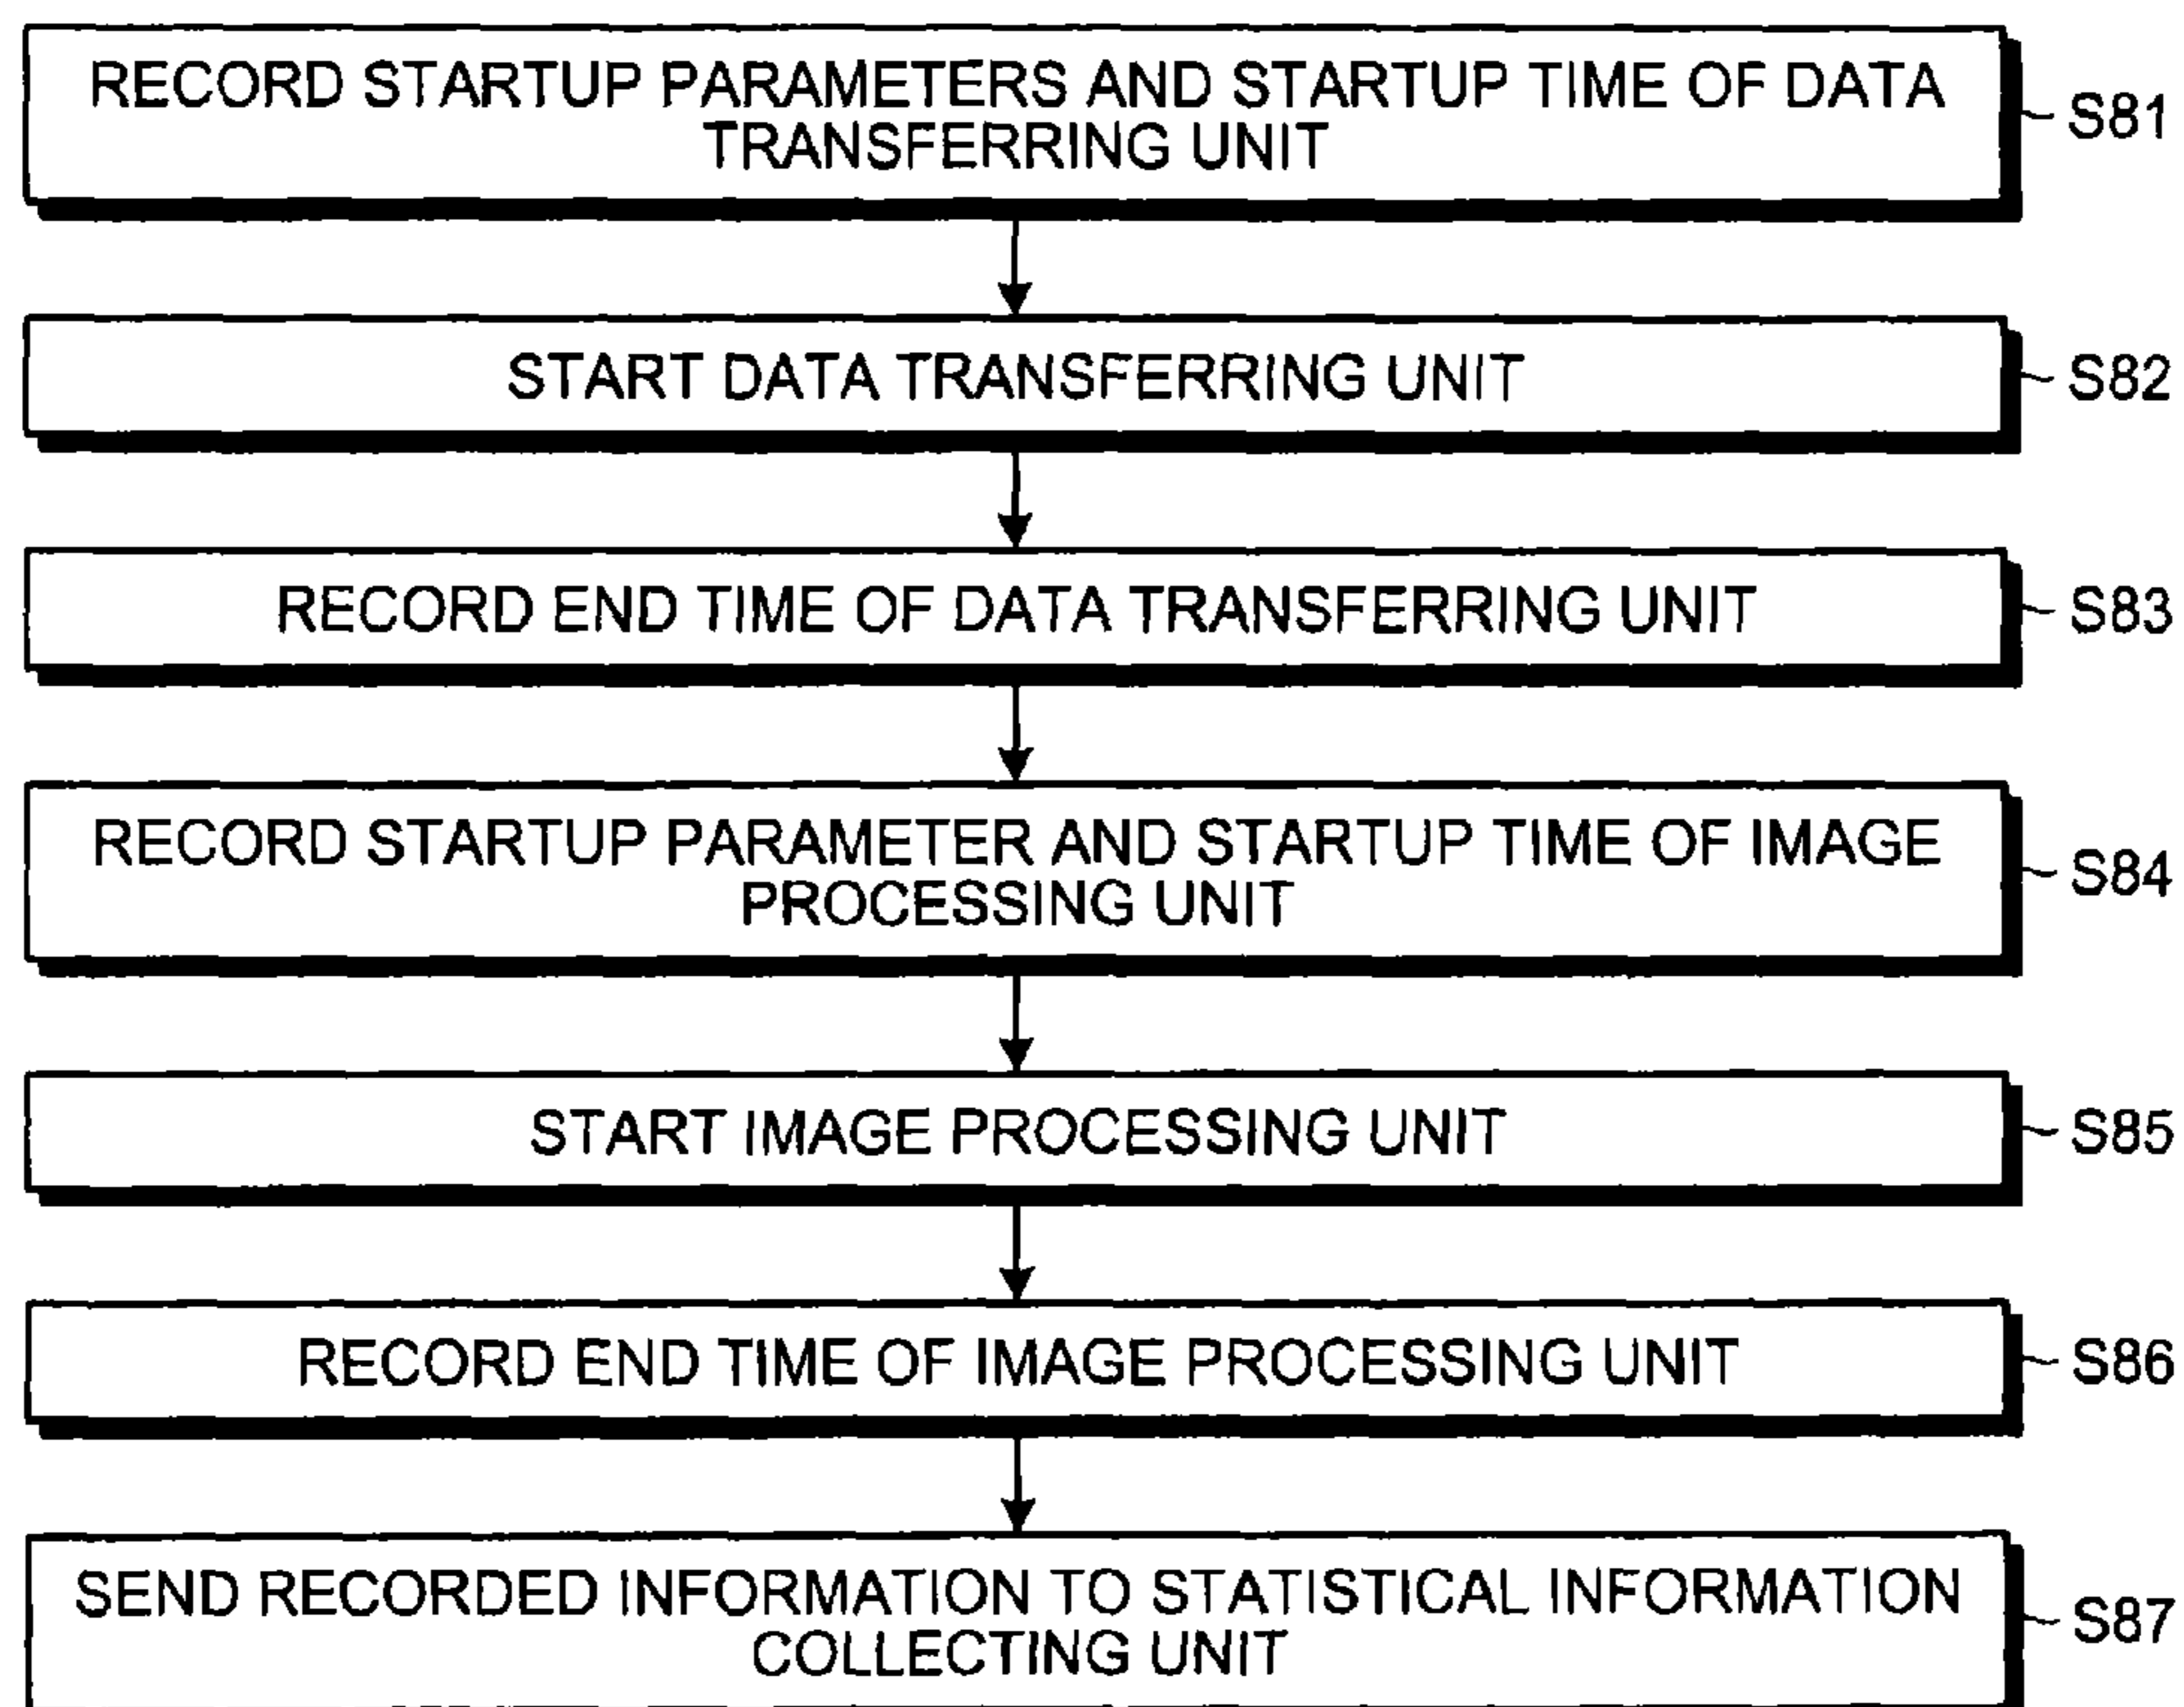 RECORD STARTUP PARAMETERS AND STARTUP TIME OF DATA
TRANSFERRING UNIT
S81
START DATA TRANSFERRING UNIT
S82
RECORD END TIME OF DATA TRANSFERRING UNIT
S83
RECORD STARTUP PARAMETER AND STARTUP TIME OF IMAGE
PROCESSING UNIT
S84
START IMAGE PROCESSING UNIT
S85
RECORD END TIME OF IMAGE PROCESSING UNIT
S86
SEND RECORDED INFORMATION TO STATISTICAL INFORMATION
COLLECTING UNIT
S87